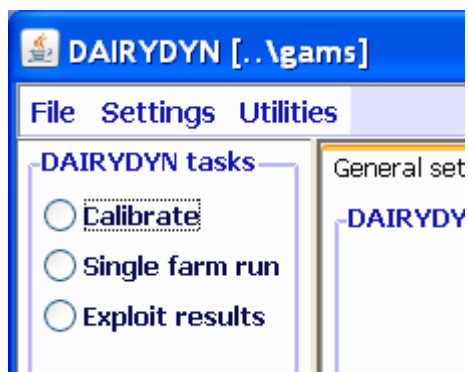 DAIRYDYN [..\gams]
File Settings Utilities
DAIRYDYN tasks
General set
DAIRYDY
Calibrate
Single farm run
Exploit results